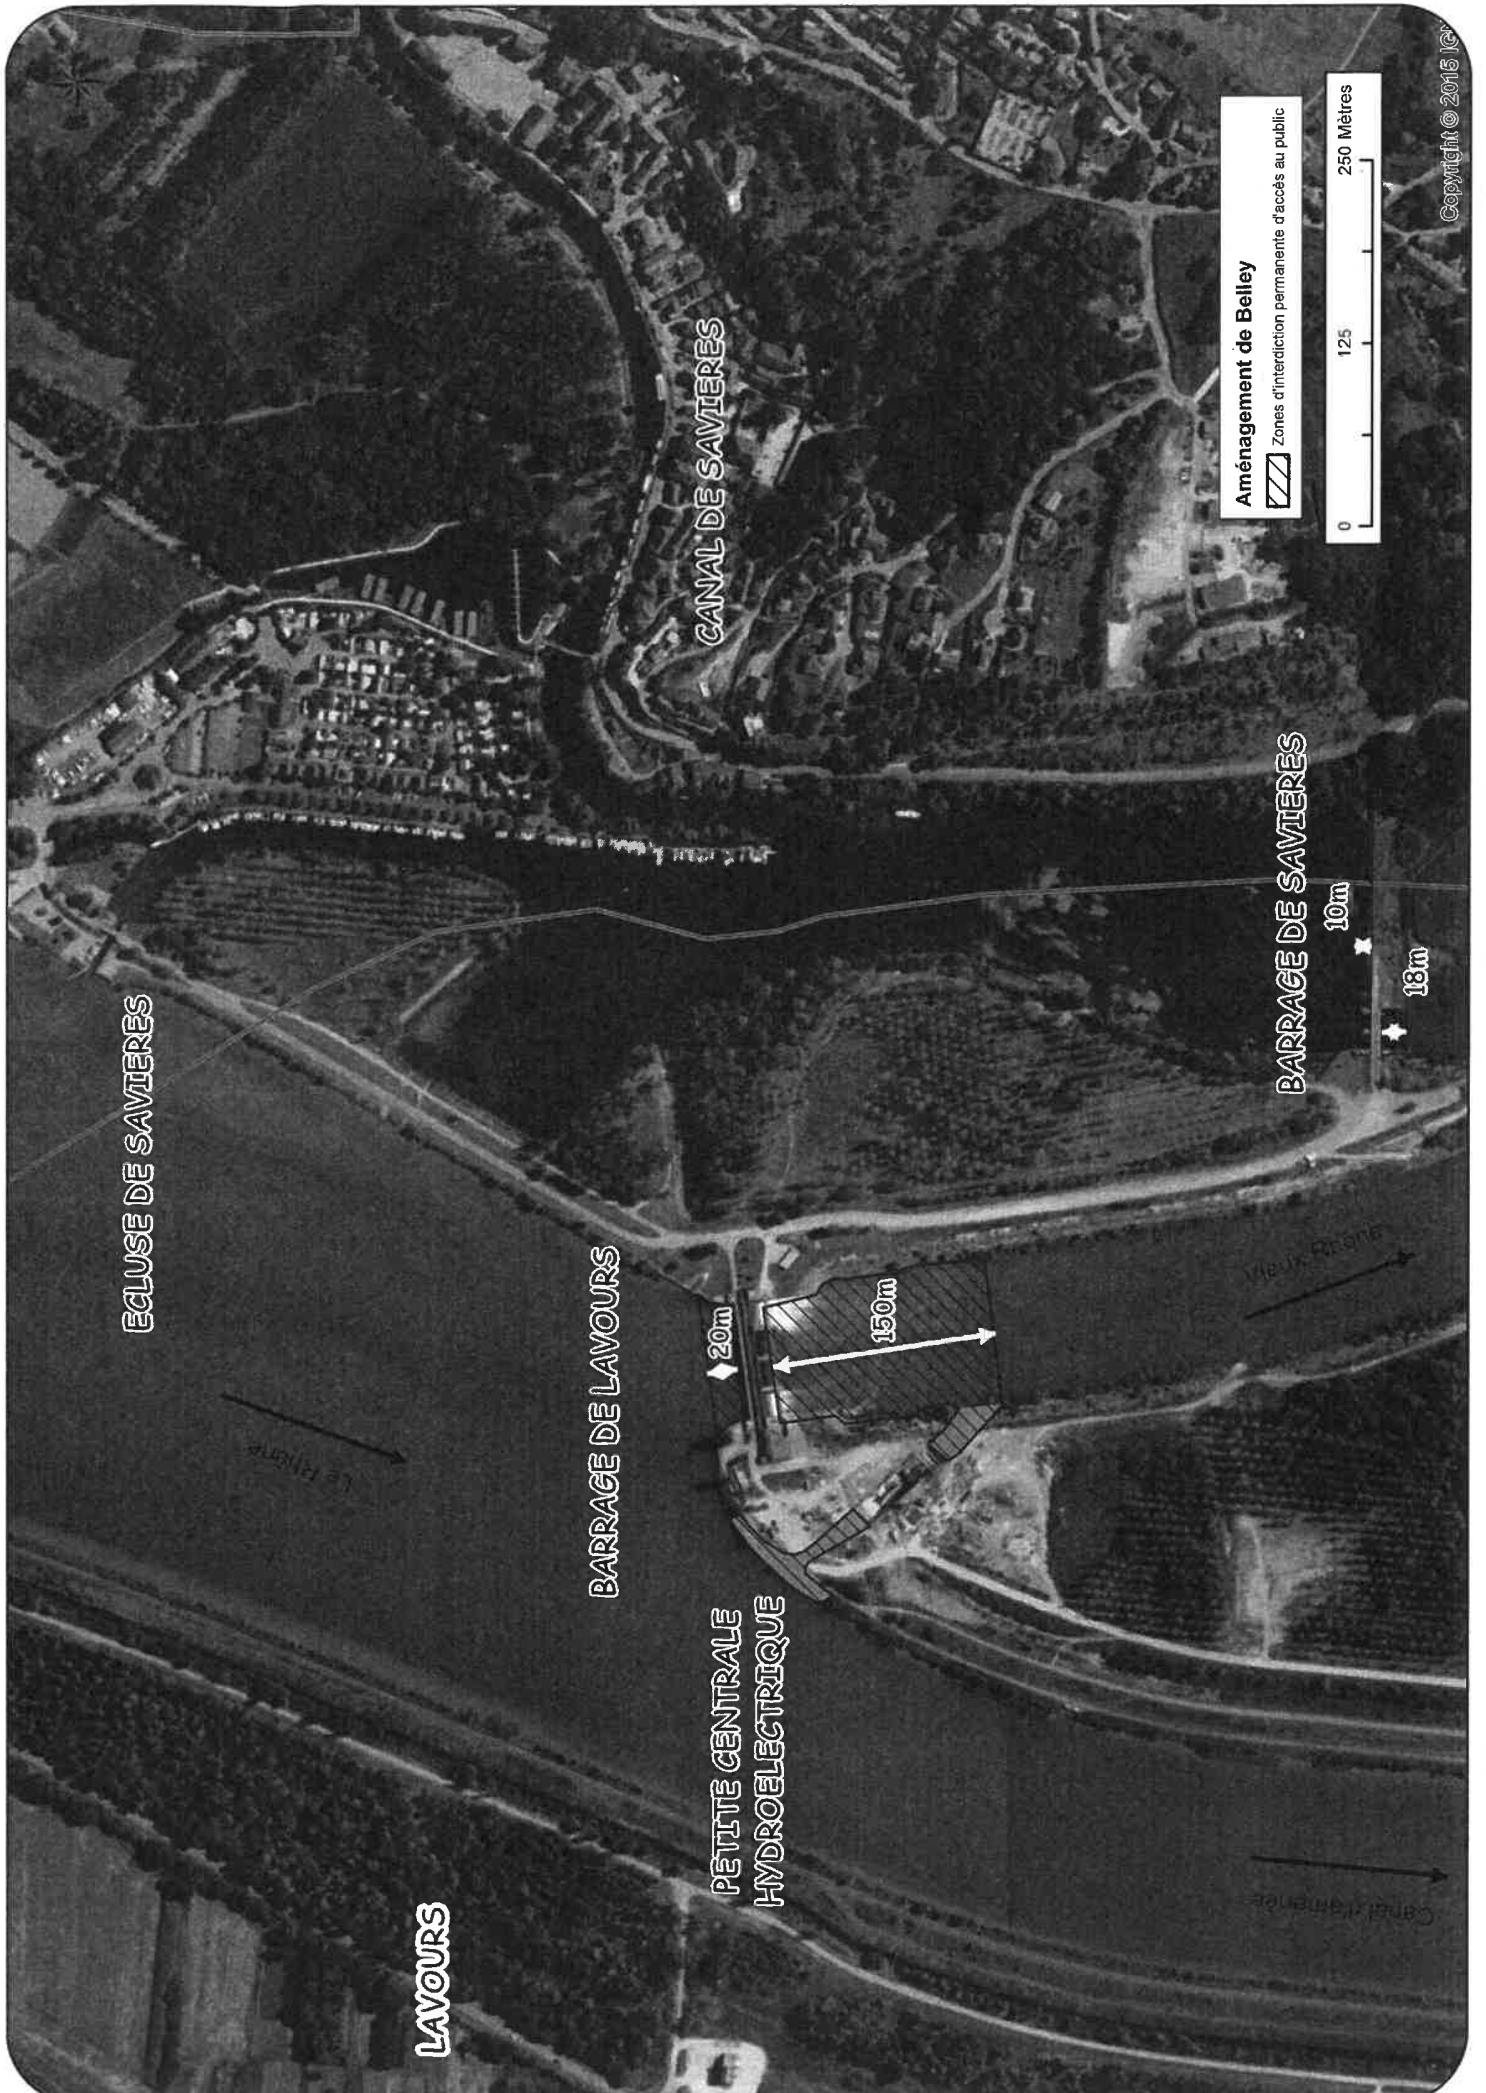 LAVOURS
ECLUSE DE SAVIERES
Le Rhône
BARRAGE DE LAVOURS
PETITE CENTRALE
HYDROELECTRIQUE
20m
150m
CANAL DE SAVIERES
Canal d'amenée
Vieux Rhône
BARRAGE DE SAVIERES
10m
18m
Aménagement de Belley
Zones d'interdiction permanente d'accès au public
0 125 250 Mètres
Copyright © 2015 IGN